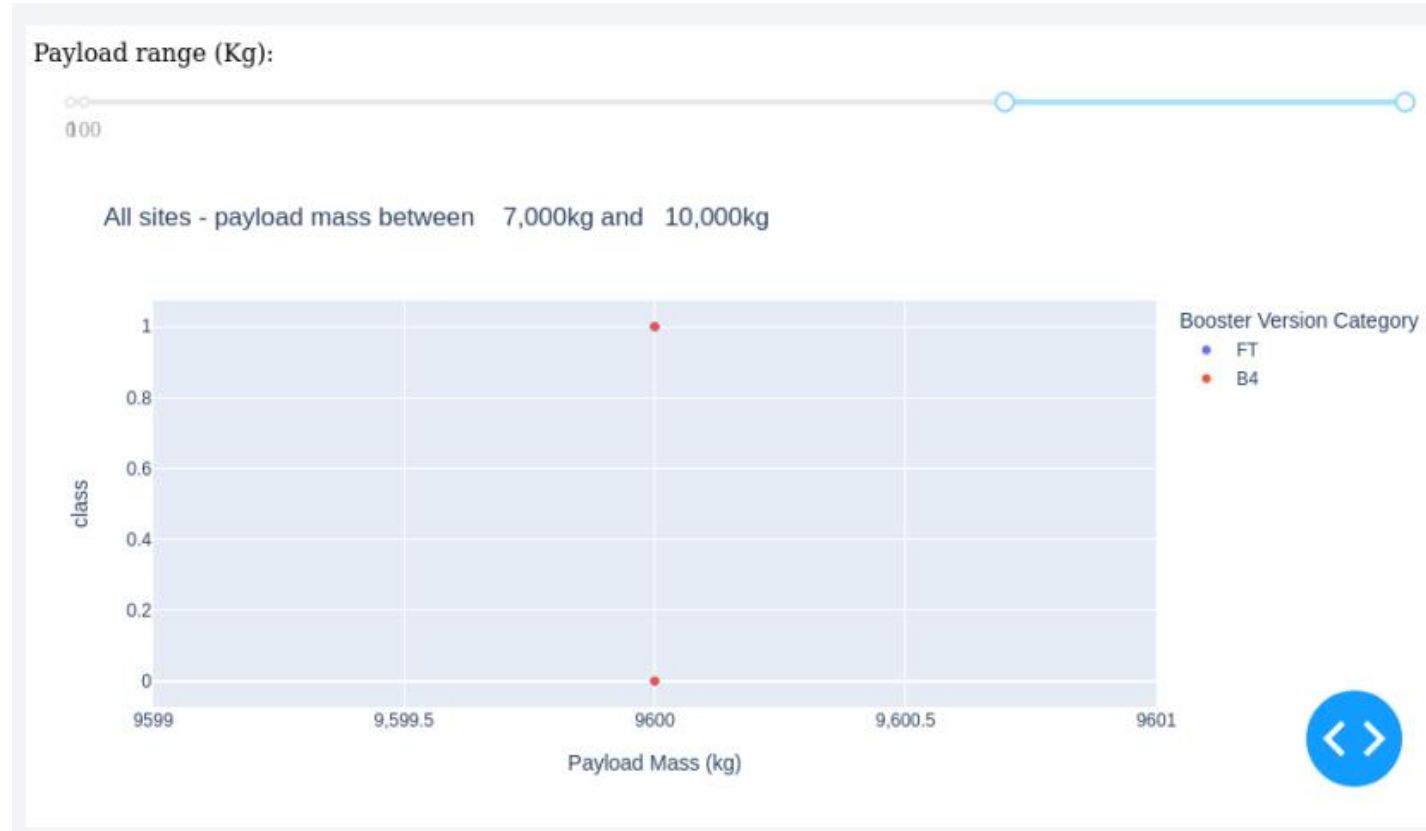 Payload range (Kg):
0 100
All sites - payload mass between 7,000kg and 10,000kg
Booster Version Category
FT
B4
1
0.8
0.6
0.4
0.2
0
class
9599 9,599.5 9600 9,600.5 9601
Payload Mass (kg)